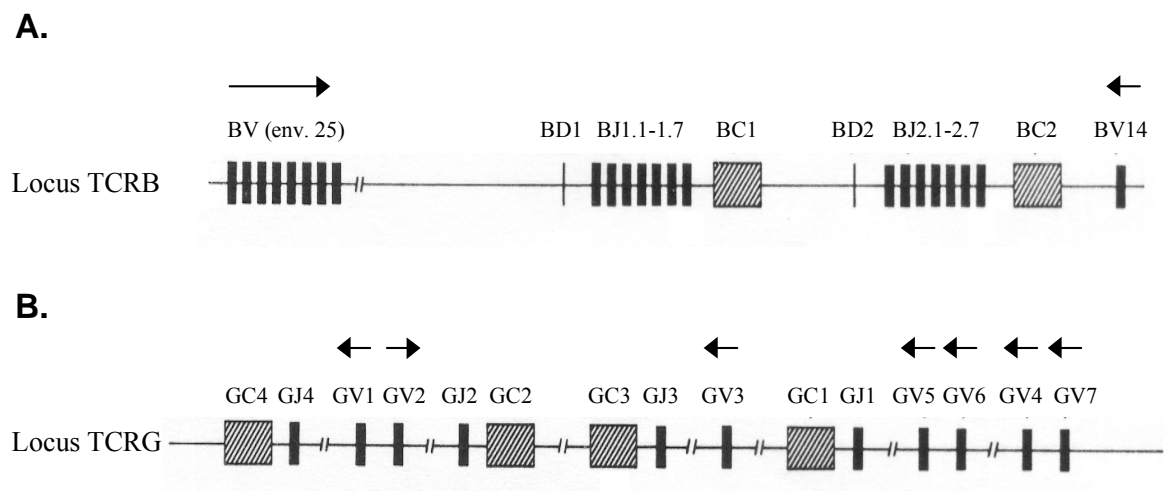 A.
BV (env. 25) BD1 BJ1.1-1.7 BC1 BD2 BJ2.1-2.7 BC2 BV14
Locus TCRB
B.
GC4 GJ4 GV1 GV2 GJ2 GC2 GC3 GJ3 GV3 GC1 GJ1 GV5 GV6 GV4 GV7
Locus TCRG